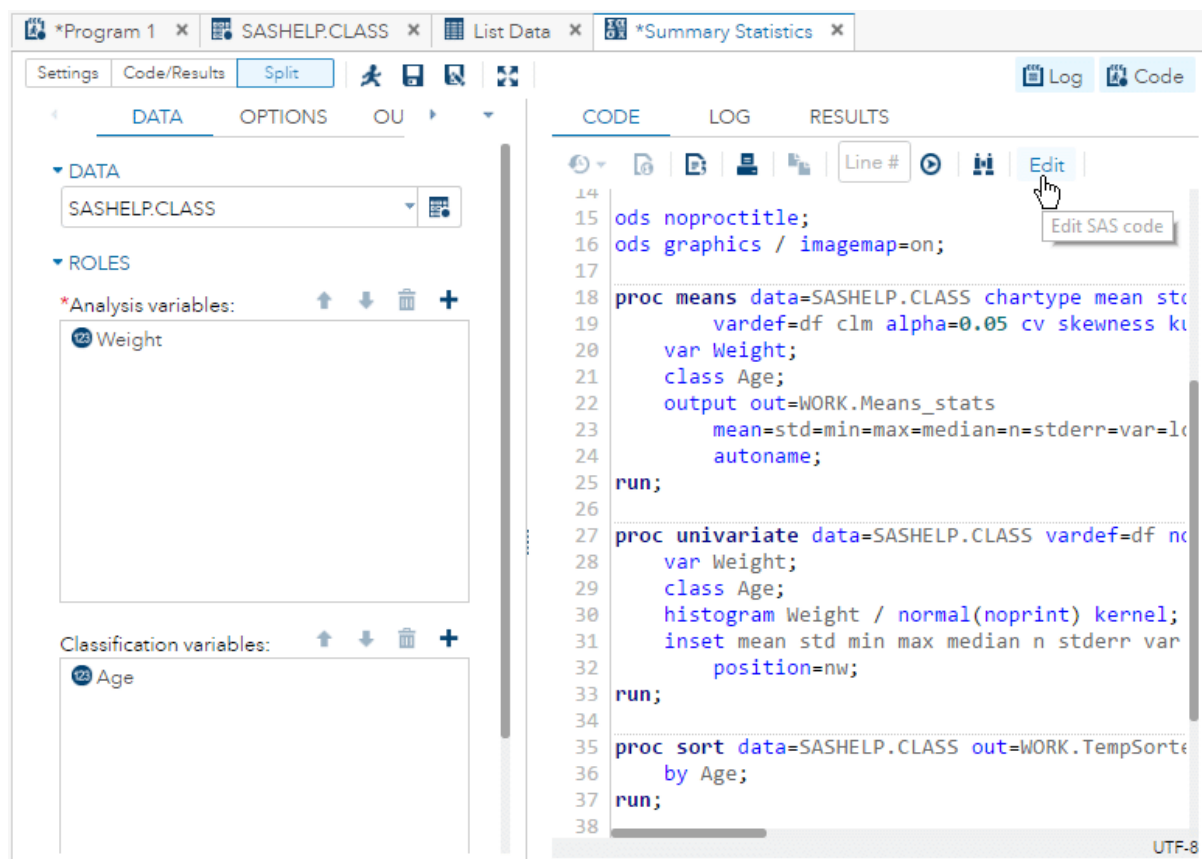 *Program 1 × SASHELP.CLASS × List Data × *Summary Statistics ×
Settings Code/Results Split Log Code
DATA OPTIONS OU
DATA
SASHELP.CLASS
ROLES
*Analysis variables:
123 Weight
Classification variables:
123 Age
CODE LOG RESULTS
Line # Edit
Edit SAS code
14
15 ods noproctitle;
16 ods graphics / imagemap=on;
17
18 proc means data=SASHELP.CLASS chartype mean std
19 vardef=df clm alpha=0.05 cv skewness ku
20 var Weight;
21 class Age;
22 output out=WORK.Means_stats
23 mean=std=min=max=median=n=stderr=var=lc
24 autoname;
25 run;
26
27 proc univariate data=SASHELP.CLASS vardef=df no
28 var Weight;
29 class Age;
30 histogram Weight / normal(noprint) kernel;
31 inset mean std min max median n stderr var
32 position=nw;
33 run;
34
35 proc sort data=SASHELP.CLASS out=WORK.TempSorte
36 by Age;
37 run;
38
UTF-8